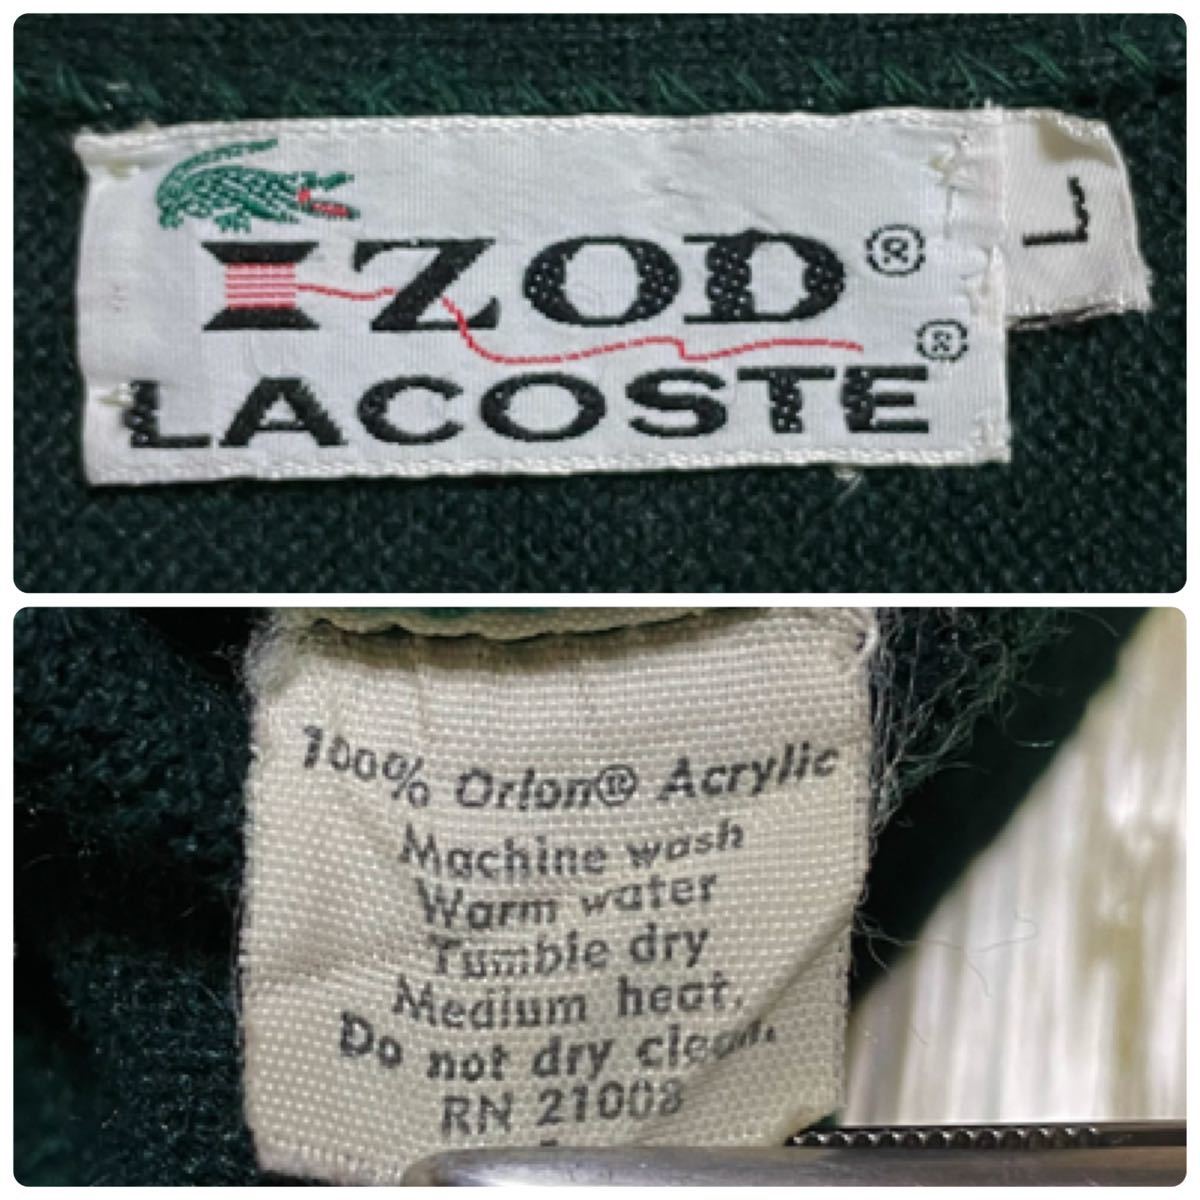 IZOD®
LACOSTE®
L
100% Orlon® Acrylic
Machine wash
Warm water
Tumble dry
Medium heat.
Do not dry clean.
RN 21008